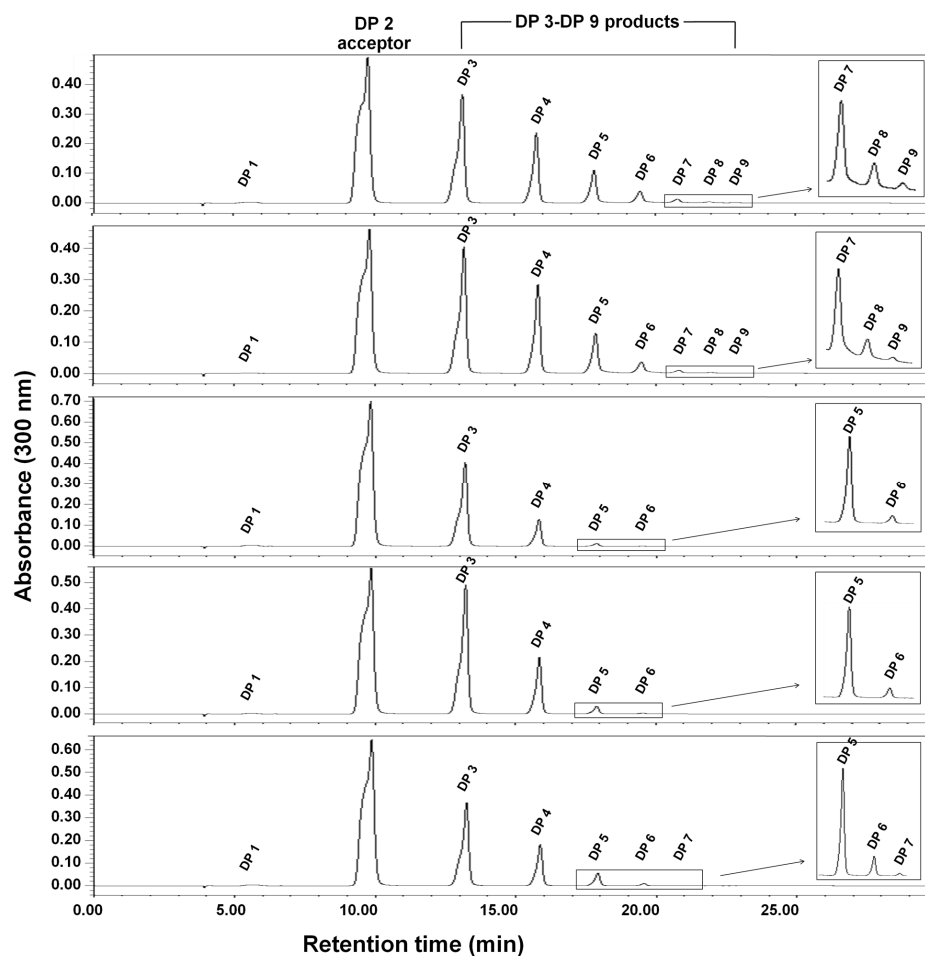 DP 2
acceptor
DP 3-DP 9 products
0.40
0.30
0.20
0.10
0.00
DP 1
DP 3
DP 4
DP 5
DP 6
DP 7
DP 8
DP 9
DP 7
DP 8
DP 9
0.40
0.30
0.20
0.10
0.00
DP 1
DP 3
DP 4
DP 5
DP 6
DP 7
DP 8
DP 9
DP 7
DP 8
DP 9
0.70
0.60
0.50
0.40
0.30
0.20
0.10
0.00
DP 1
DP 3
DP 4
DP 5
DP 6
DP 5
DP 6
0.50
0.40
0.30
0.20
0.10
0.00
DP 1
DP 3
DP 4
DP 5
DP 6
DP 5
DP 6
0.60
0.50
0.40
0.30
0.20
0.10
0.00
DP 1
DP 3
DP 4
DP 5
DP 6
DP 7
DP 5
DP 6
DP 7
Absorbance (300 nm)
0.00 5.00 10.00 15.00 20.00 25.00
Retention time (min)